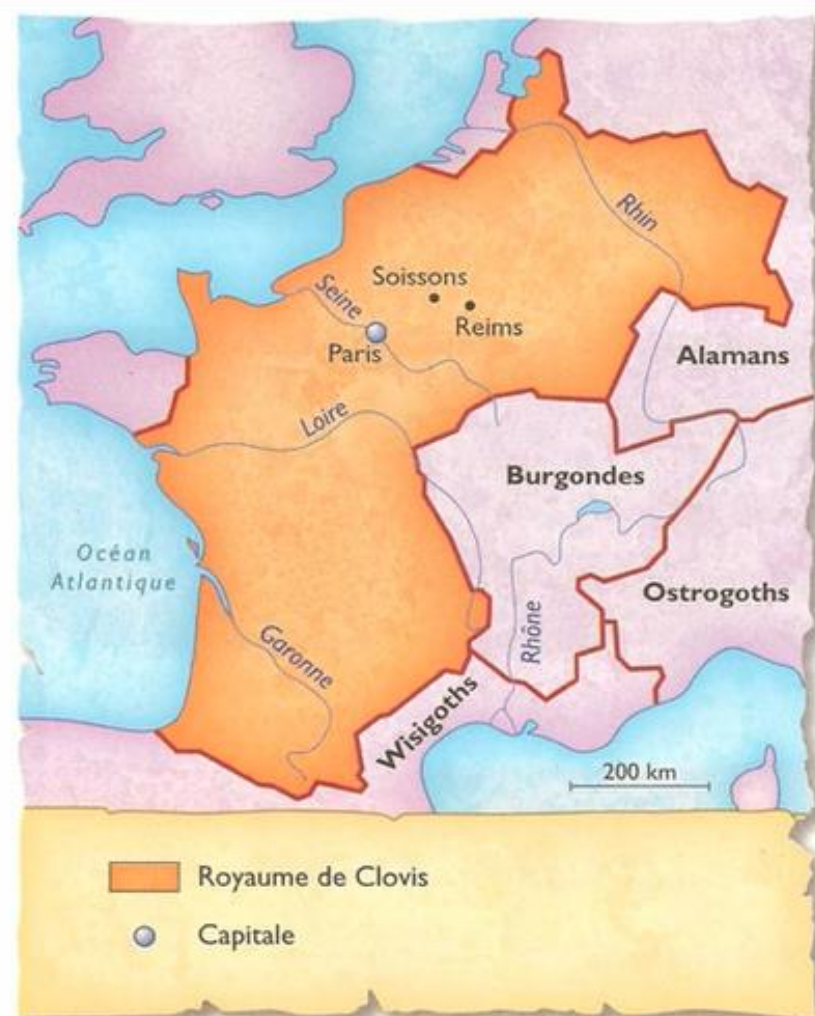 Rhin
Soissons
Seine
Reims
Paris
Alamans
Loire
Burgondes
Océan
Atlantique
Ostrogoths
Garonne
Rhône
Wisigoths
200 km
Royaume de Clovis
Capitale